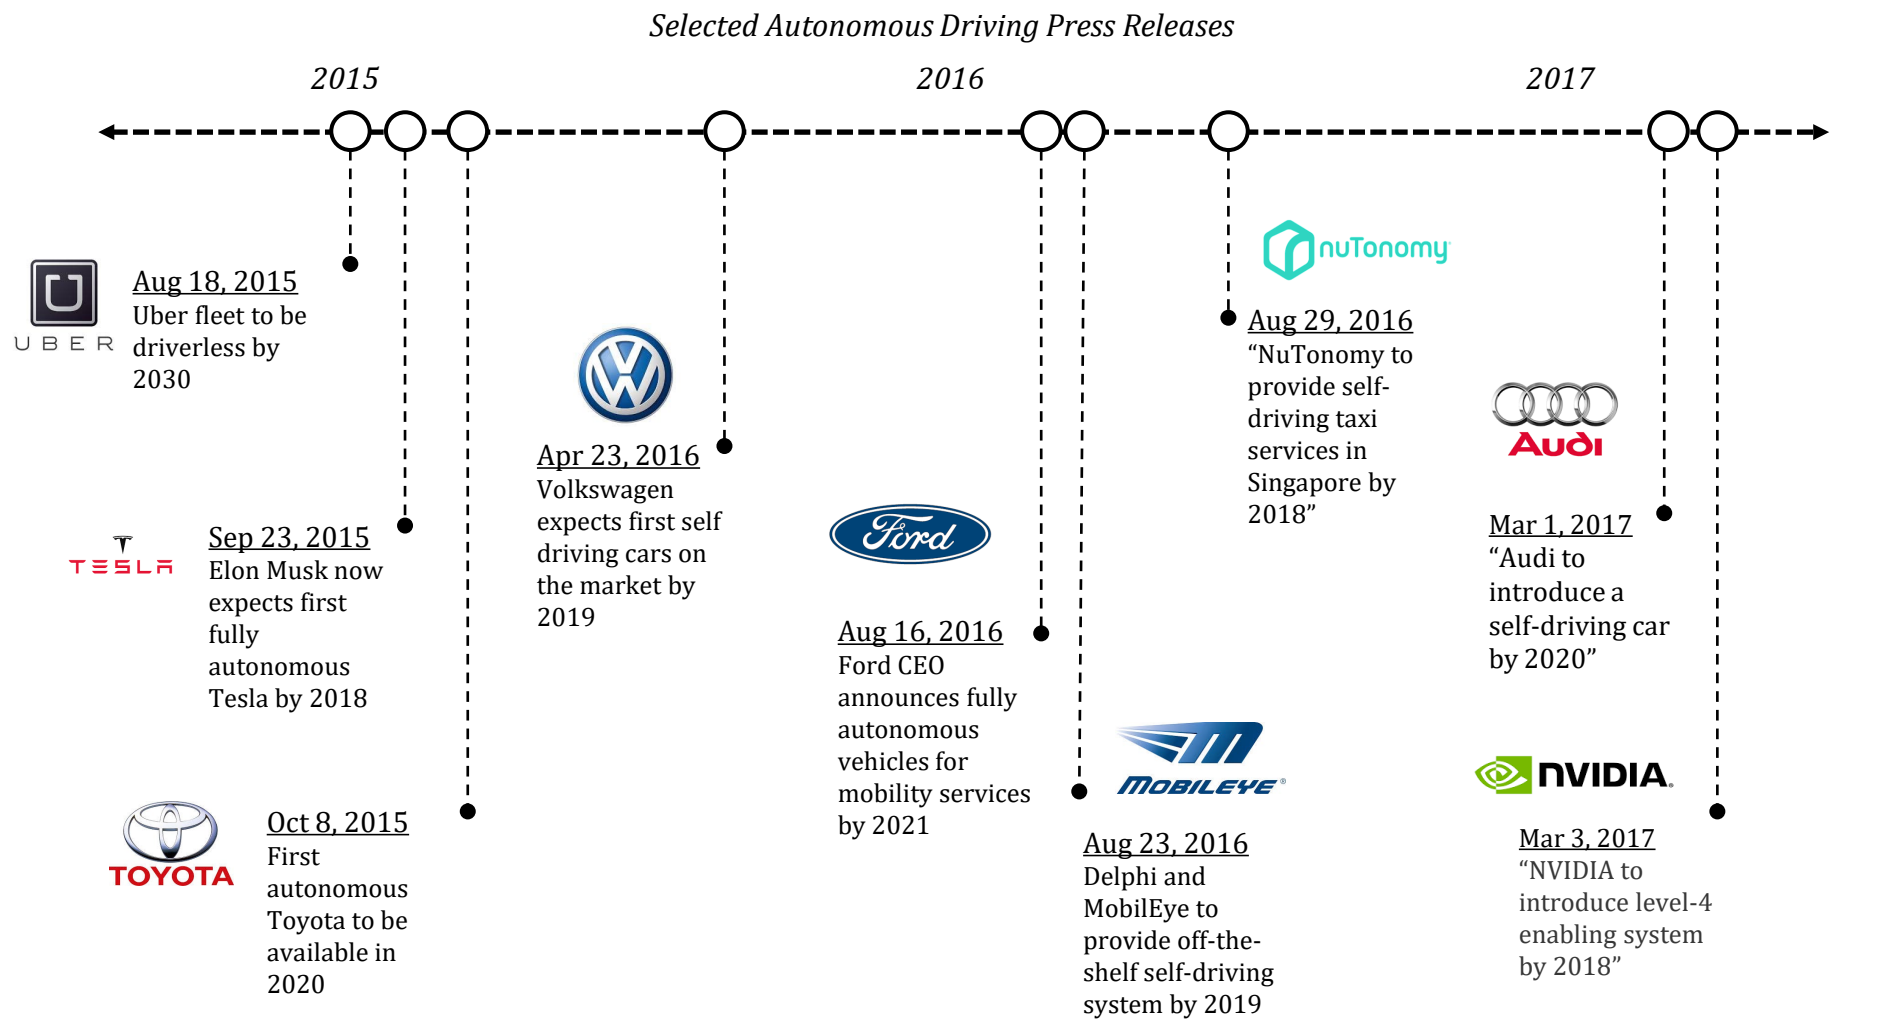 Selected Autonomous Driving Press Releases
2015
2016
2017
UBER
Aug 18, 2015
Uber fleet to be
driverless by
2030
TESLA
Sep 23, 2015
Elon Musk now
expects first
fully
autonomous
Tesla by 2018
TOYOTA
Oct 8, 2015
First
autonomous
Toyota to be
available in
2020
Apr 23, 2016
Volkswagen
expects first self
driving cars on
the market by
2019
Ford
Aug 16, 2016
Ford CEO
announces fully
autonomous
vehicles for
mobility services
by 2021
MOBILEYE®
Aug 23, 2016
Delphi and
MobilEye to
provide off-the-
shelf self-driving
system by 2019
nuTonomy
Aug 29, 2016
“NuTonomy to
provide self-
driving taxi
services in
Singapore by
2018”
Audi
Mar 1, 2017
“Audi to
introduce a
self-driving car
by 2020”
NVIDIA.
Mar 3, 2017
“NVIDIA to
introduce level-4
enabling system
by 2018”